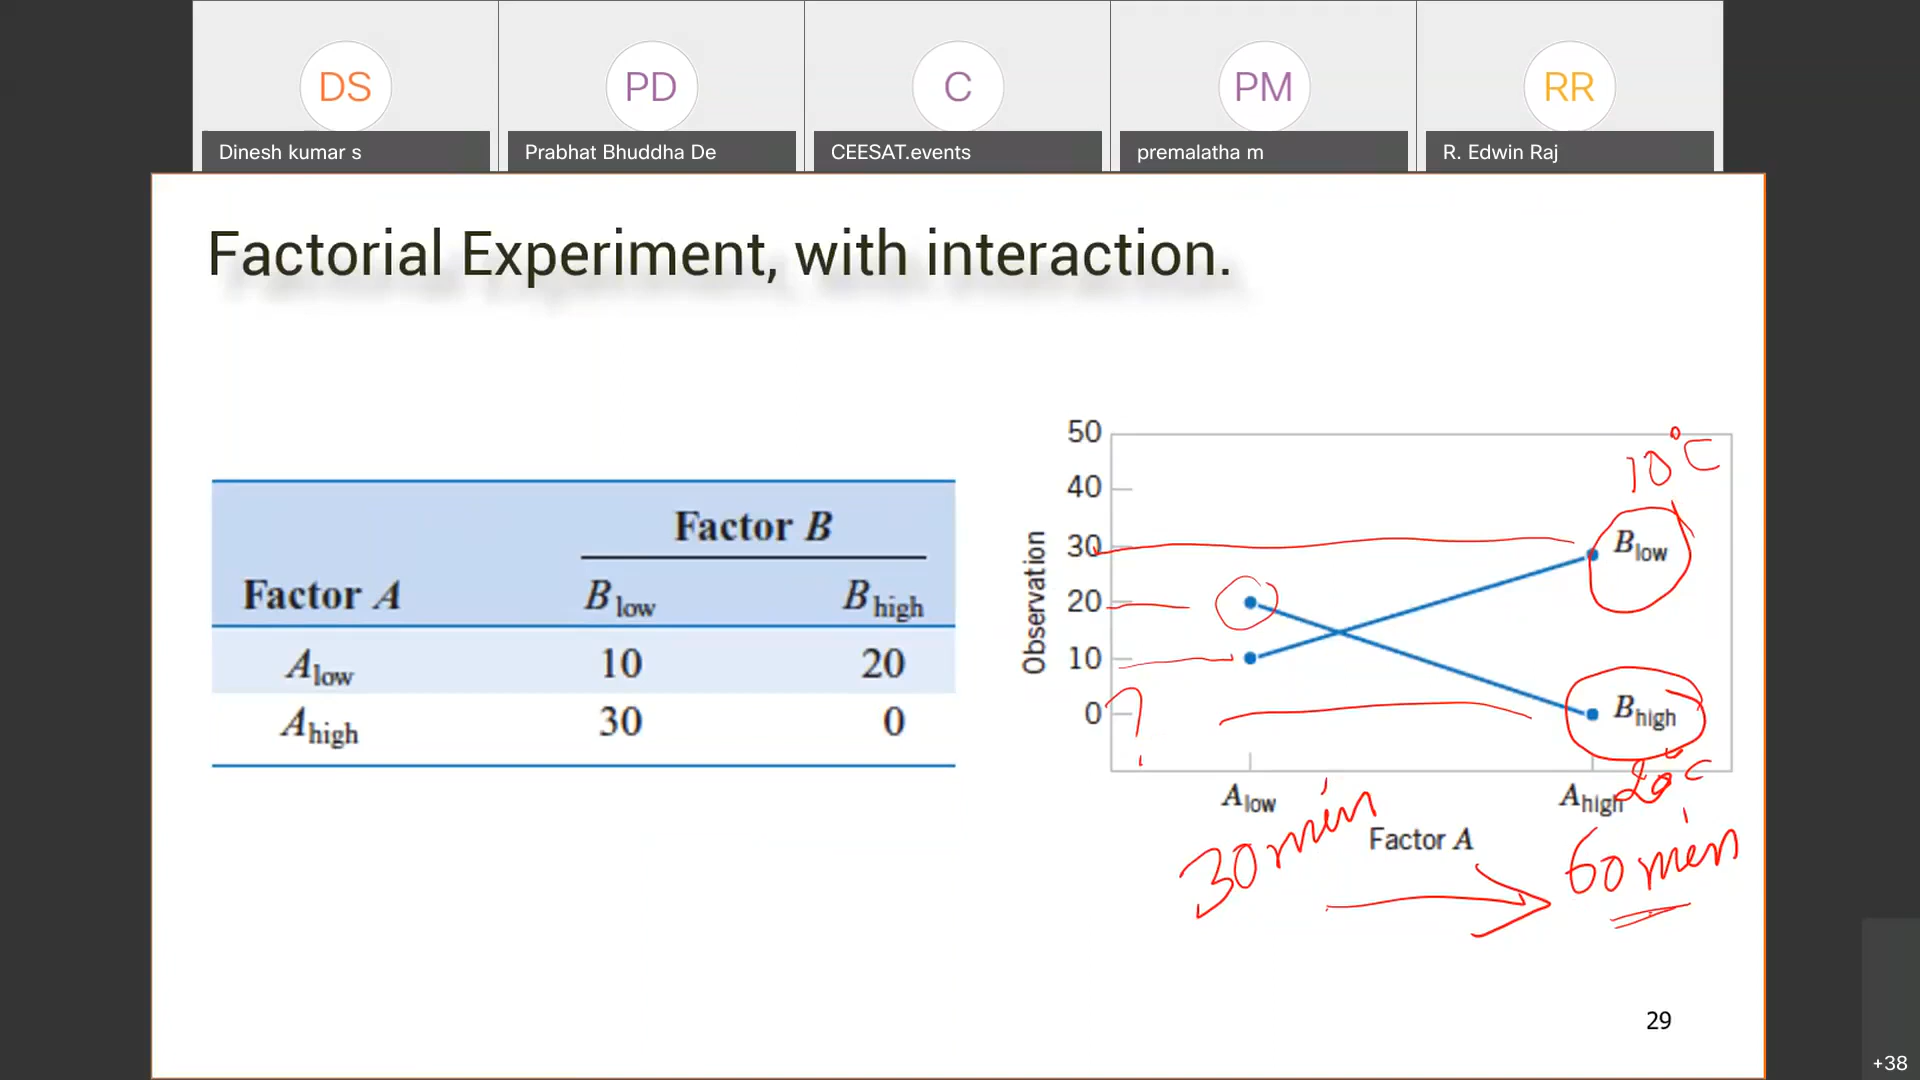 DS PD C PM RR
Dinesh kumar s Prabhat Bhuddha De CEESAT.events premalatha m R. Edwin Raj
Factorial Experiment, with interaction.
Factor B
Factor A B low B high
A low 10 20
A high 30 0
50
40
30
20
10
0
Observation
10°C
B low
B high
20°C
?
A low A high
Factor A
30 min
60 min
29
+38